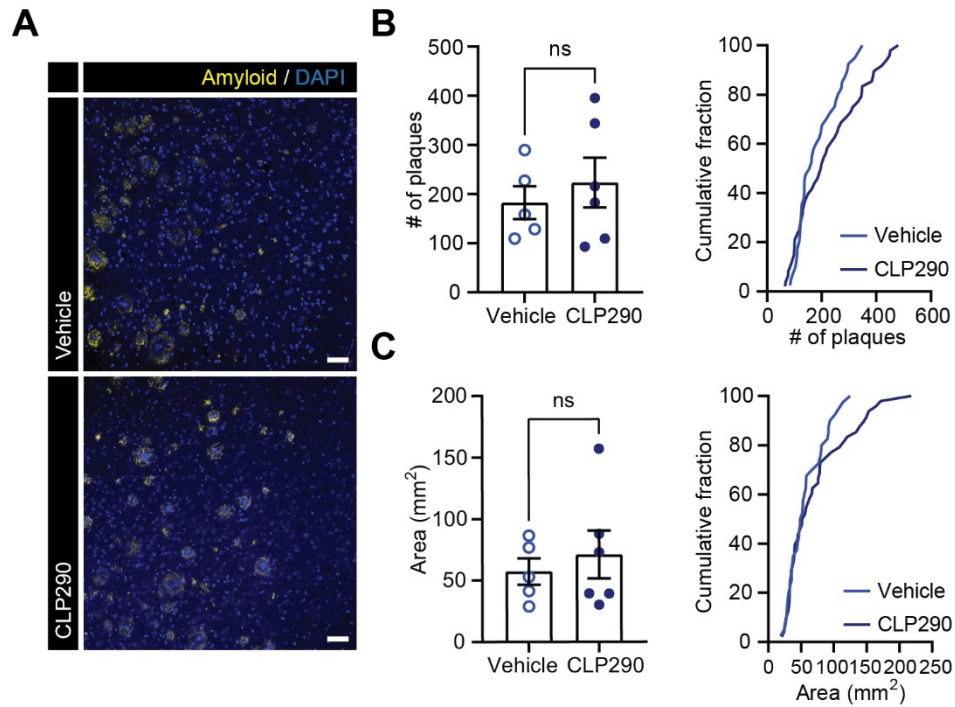 A
Amyloid / DAPI
Vehicle
CLP290
B
ns
# of plaques
500
400
300
200
100
0
Vehicle CLP290
Cumulative fraction
100
80
60
40
20
0
Vehicle
CLP290
0 200 400 600
# of plaques
C
ns
Area (mm²)
200
150
100
50
0
Vehicle CLP290
Cumulative fraction
100
80
60
40
20
0
Vehicle
CLP290
0 50 100 150 200 250
Area (mm²)